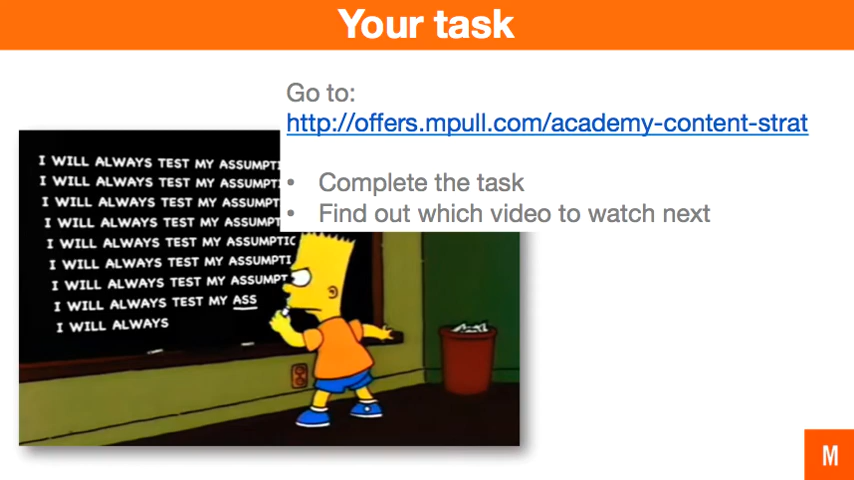 Your task
Go to:
http://offers.mpull.com/academy-content-strat
• Complete the task
• Find out which video to watch next
I WILL ALWAYS TEST MY ASSUMPTI
I WILL ALWAYS TEST MY ASSUMPTI
I WILL ALWAYS TEST MY ASSUMPT
I WILL ALWAYS TEST MY ASSUMPT
I WILL ALWAYS TEST MY ASSUMPTIO
I WILL ALWAYS TEST MY ASSUMPTI
I WILL ALWAYS TEST MY ASSUMPT
I WILL ALWAYS TEST MY ASS
I WILL ALWAYS
M